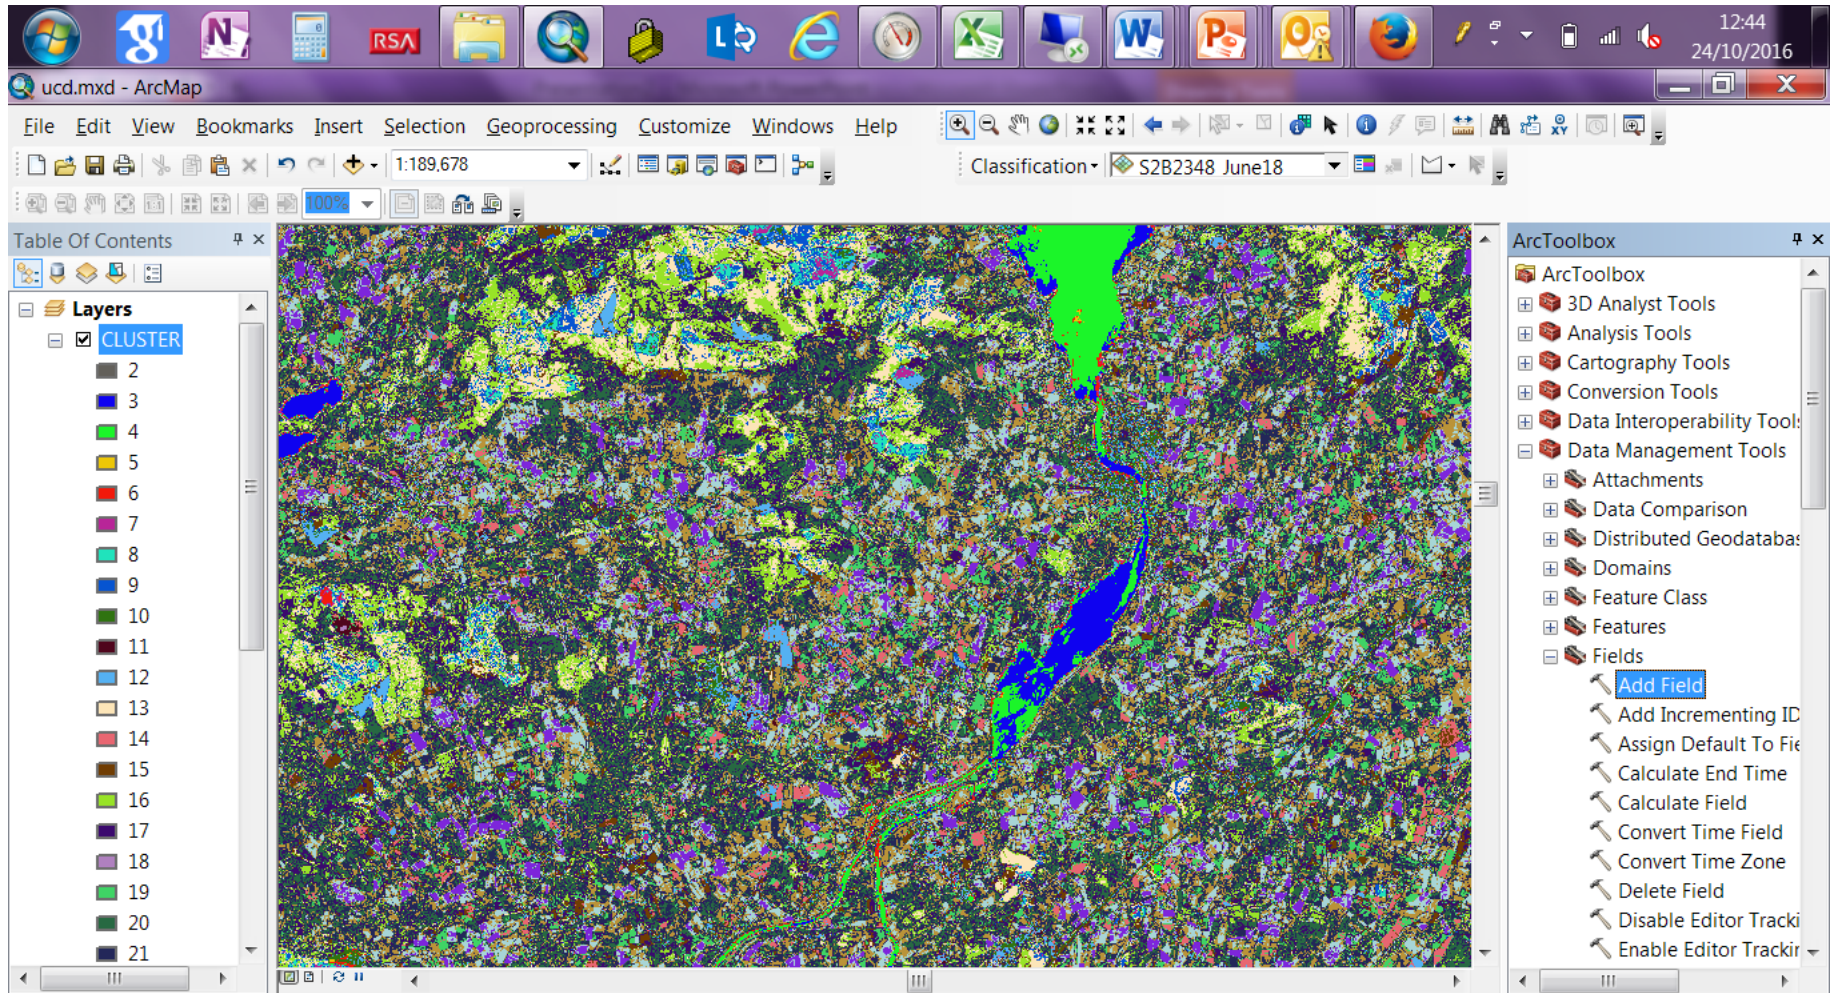 g
N
RSA
L
X
W
P
O
12:44
24/10/2016
ucd.mxd - ArcMap
File Edit View Bookmarks Insert Selection Geoprocessing Customize Windows Help
1:189,678
Classification S2B2348 June18
100%
Table Of Contents
Layers
CLUSTER
2
3
4
5
6
7
8
9
10
11
12
13
14
15
16
17
18
19
20
21
ArcToolbox
ArcToolbox
3D Analyst Tools
Analysis Tools
Cartography Tools
Conversion Tools
Data Interoperability Tools
Data Management Tools
Attachments
Data Comparison
Distributed Geodatabas
Domains
Feature Class
Features
Fields
Add Field
Add Incrementing ID
Assign Default To Fie
Calculate End Time
Calculate Field
Convert Time Field
Convert Time Zone
Delete Field
Disable Editor Tracki
Enable Editor Trackin